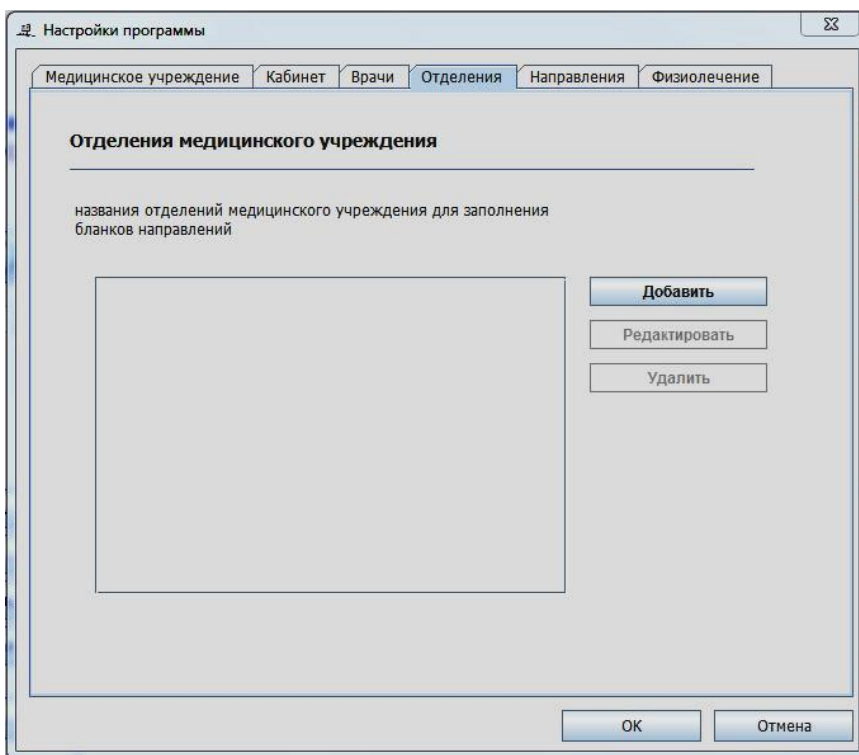 Настройки программы
Медицинское учреждение Кабинет Врачи Отделения Направления Физиолечение
Отделения медицинского учреждения
названия отделений медицинского учреждения для заполнения
бланков направлений
Добавить
Редактировать
Удалить
OK Отмена